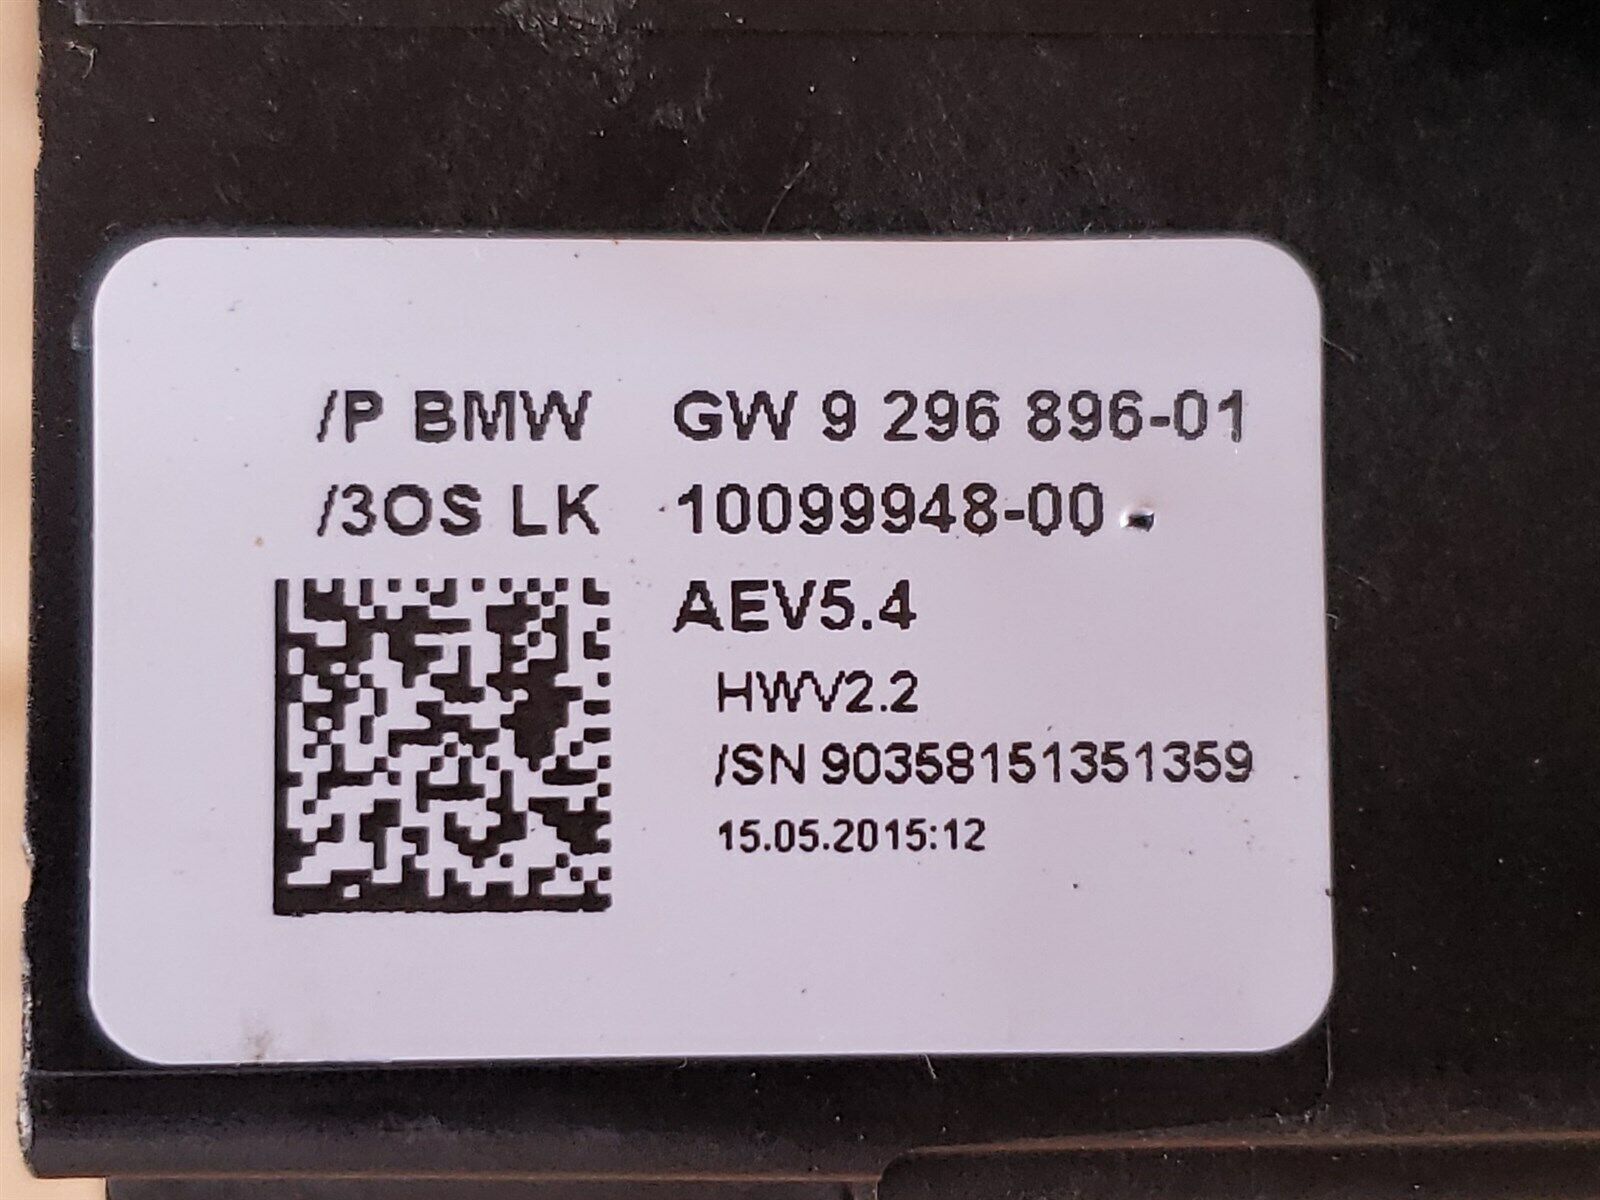 /P BMW GW 9 296 896-01
/3OS LK 10099948-00
AEV5.4
HWV2.2
/SN 90358151351359
15.05.2015:12